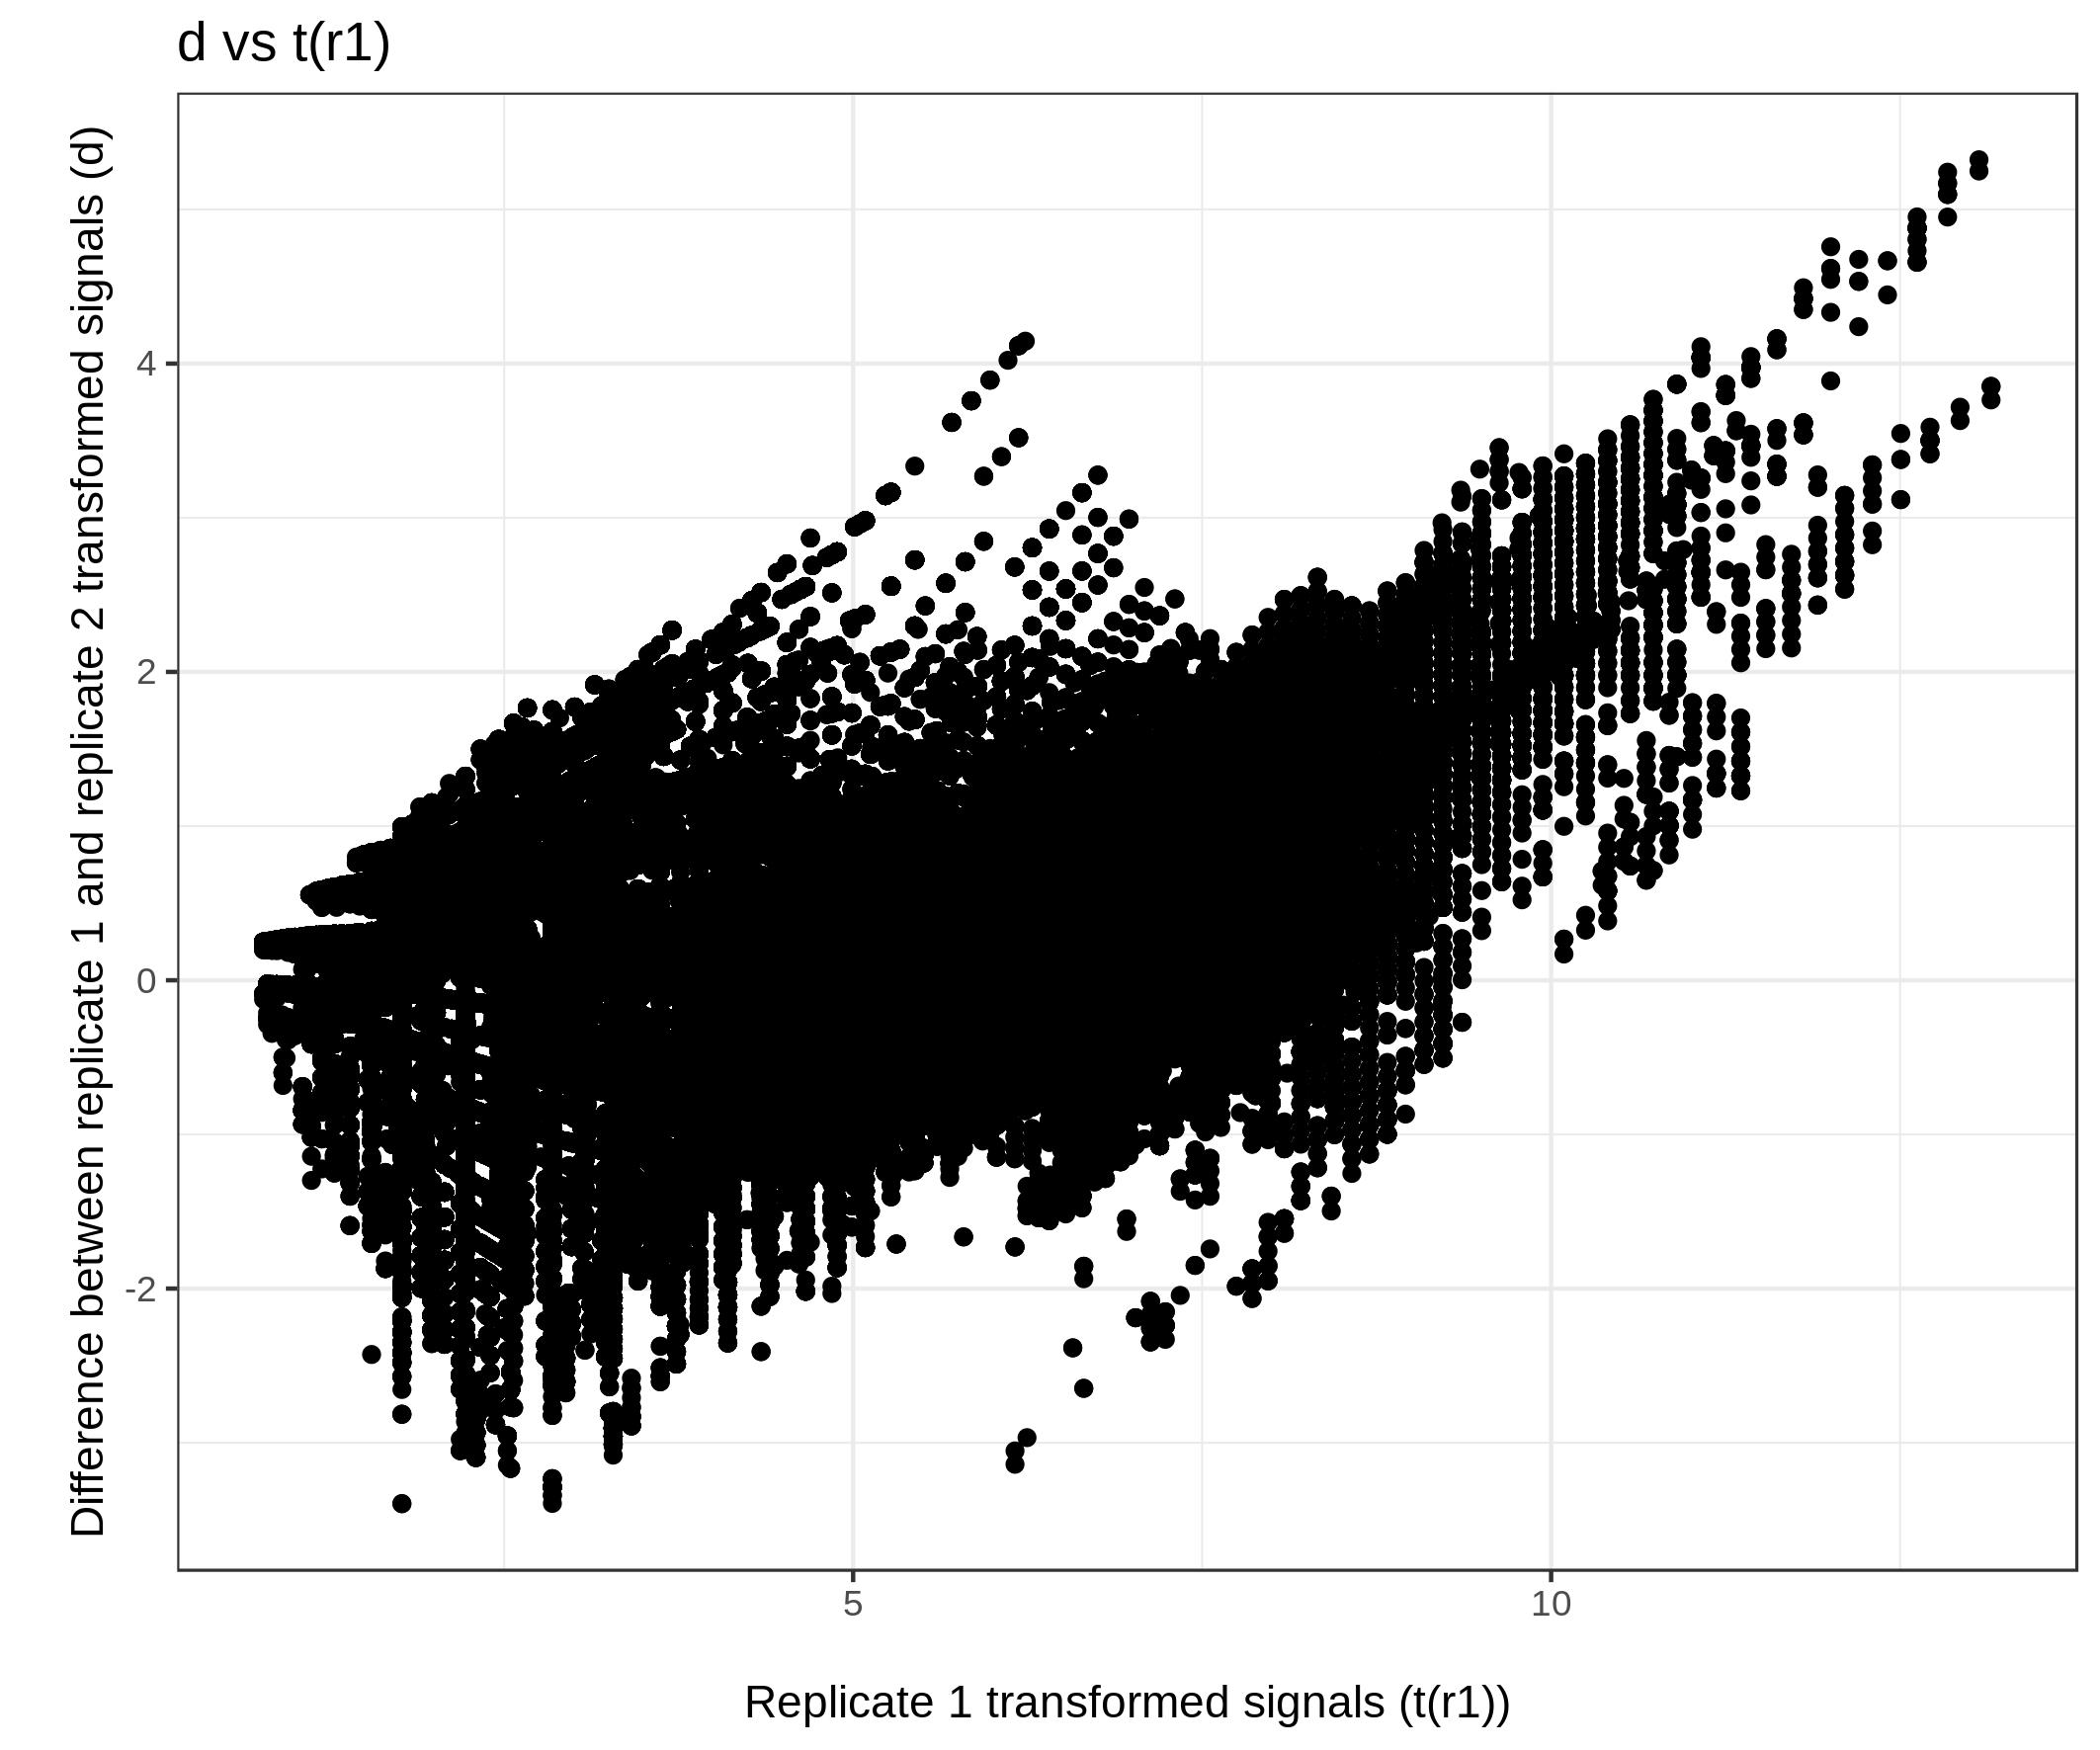 d vs t(r1)
Difference between replicate 1 and replicate 2 transformed signals (d)
4
2
0
-2
5
10
Replicate 1 transformed signals (t(r1))